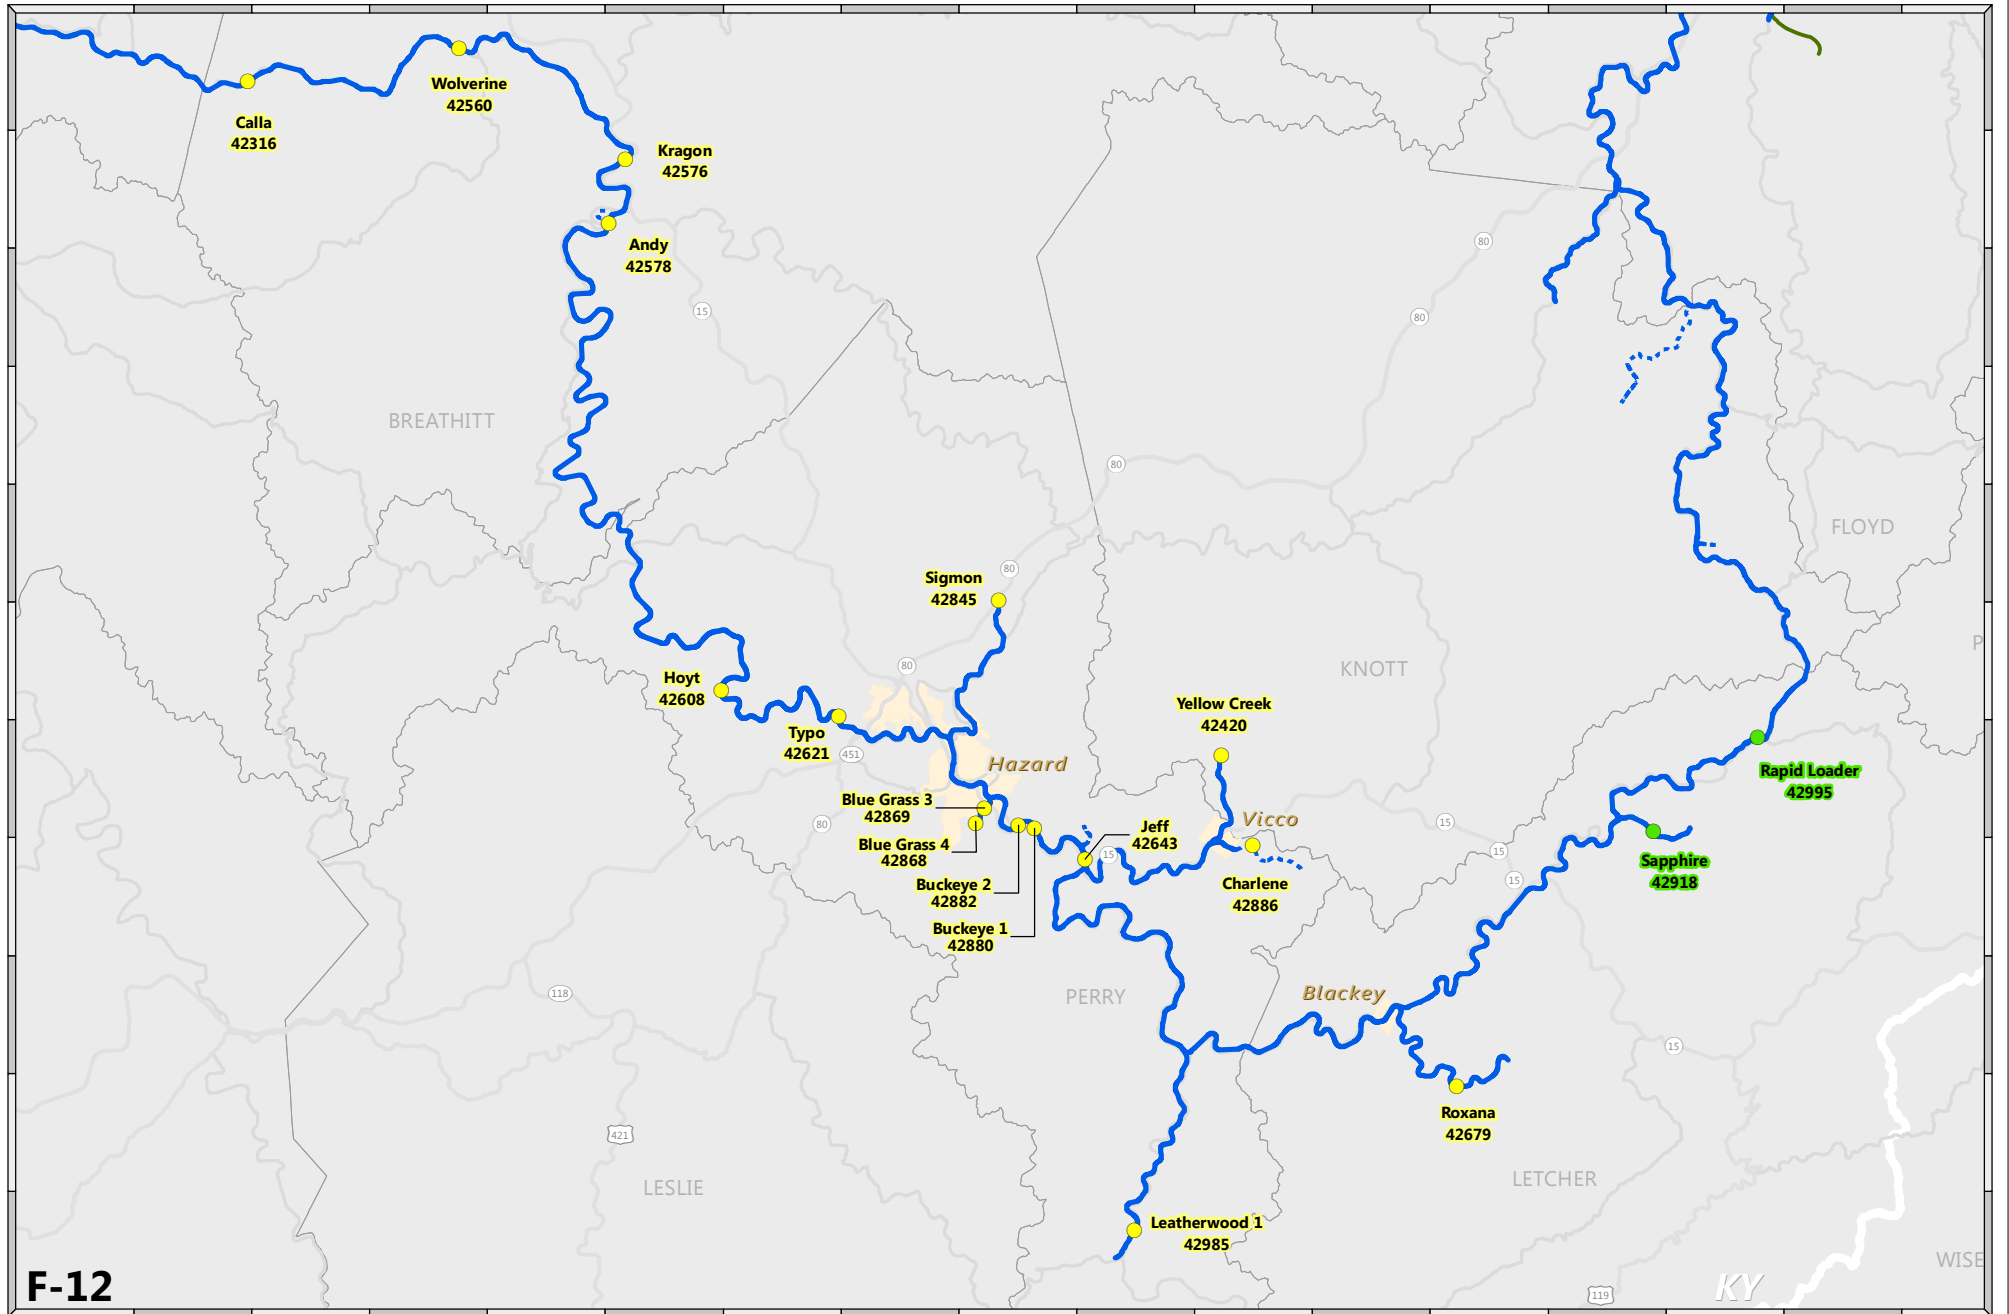 Wolverine
42560
Calla
42316
Kragon
42576
Andy
42578
80
15
80
BREATHITT
80
FLOYD
Sigmon
42845
80
P
KNOTT
Hoyt
42608
80
Yellow Creek
42420
Typo
42621
451
Hazard
Rapid Loader
42995
Blue Grass 3
42869
80
Vicco
15
Jeff
42643
Blue Grass 4
42868
15
15
Sapphire
42918
15
Buckeye 2
42882
Charlene
42886
Buckeye 1
42880
118
PERRY
Blackey
15
Roxana
42679
421
LESLIE
LETCHER
Leatherwood 1
42985
WISE
F-12
119
KY